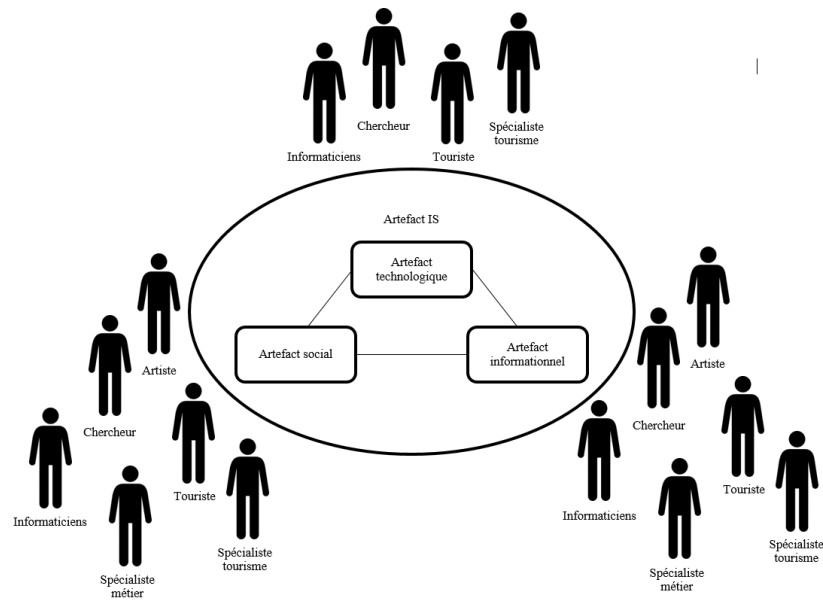 Chercheur
Spécialiste
tourisme
Informaticiens
Touriste
Artefact IS
Artefact
technologique
Artefact social
Artefact
informationnel
Artiste
Chercheur
Touriste
Informaticiens
Spécialiste
tourisme
Spécialiste
métier
Artiste
Chercheur
Touriste
Informaticiens
Spécialiste
tourisme
Spécialiste
métier